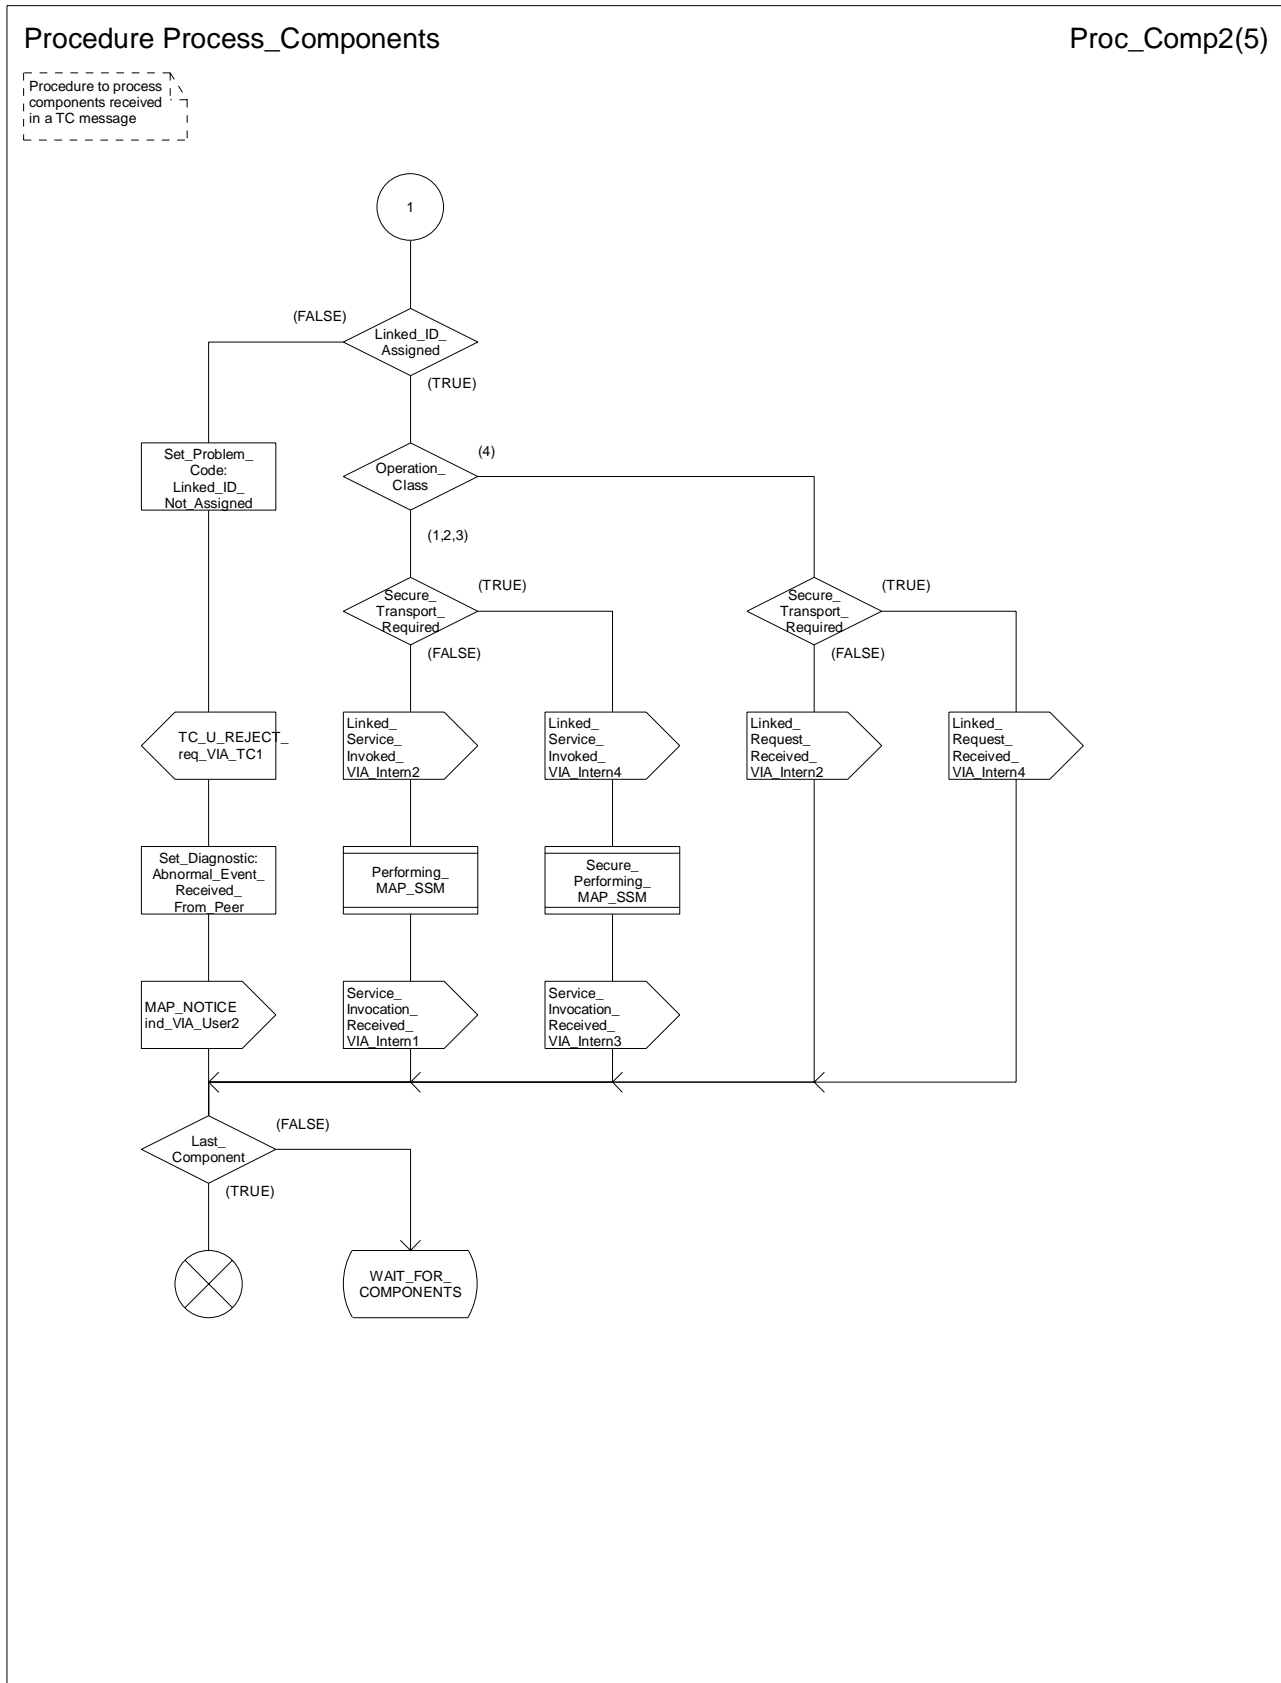 Procedure Process_Components
Proc_Comp2(5)
Procedure to process
components received
in a TC message
1
(FALSE)
Linked_ID_
Assigned
(TRUE)
Set_Problem_
Code:
Linked_ID_
Not_Assigned
Operation_
Class
(4)
(1,2,3)
Secure_
Transport_
Required
(TRUE)
(FALSE)
Secure_
Transport_
Required
(TRUE)
(FALSE)
TC_U_REJECT_
req_VIA_TC1
Linked_
Service_
Invoked_
VIA_Intern2
Linked_
Service_
Invoked_
VIA_Intern4
Linked_
Request_
Received_
VIA_Intern2
Linked_
Request_
Received_
VIA_Intern4
Set_Diagnostic:
Abnormal_Event_
Received_
From_Peer
Performing_
MAP_SSM
Secure_
Performing_
MAP_SSM
MAP_NOTICE
ind_VIA_User2
Service_
Invocation_
Received_
VIA_Intern1
Service_
Invocation_
Received_
VIA_Intern3
Last_
Component
(FALSE)
(TRUE)
WAIT_FOR_
COMPONENTS